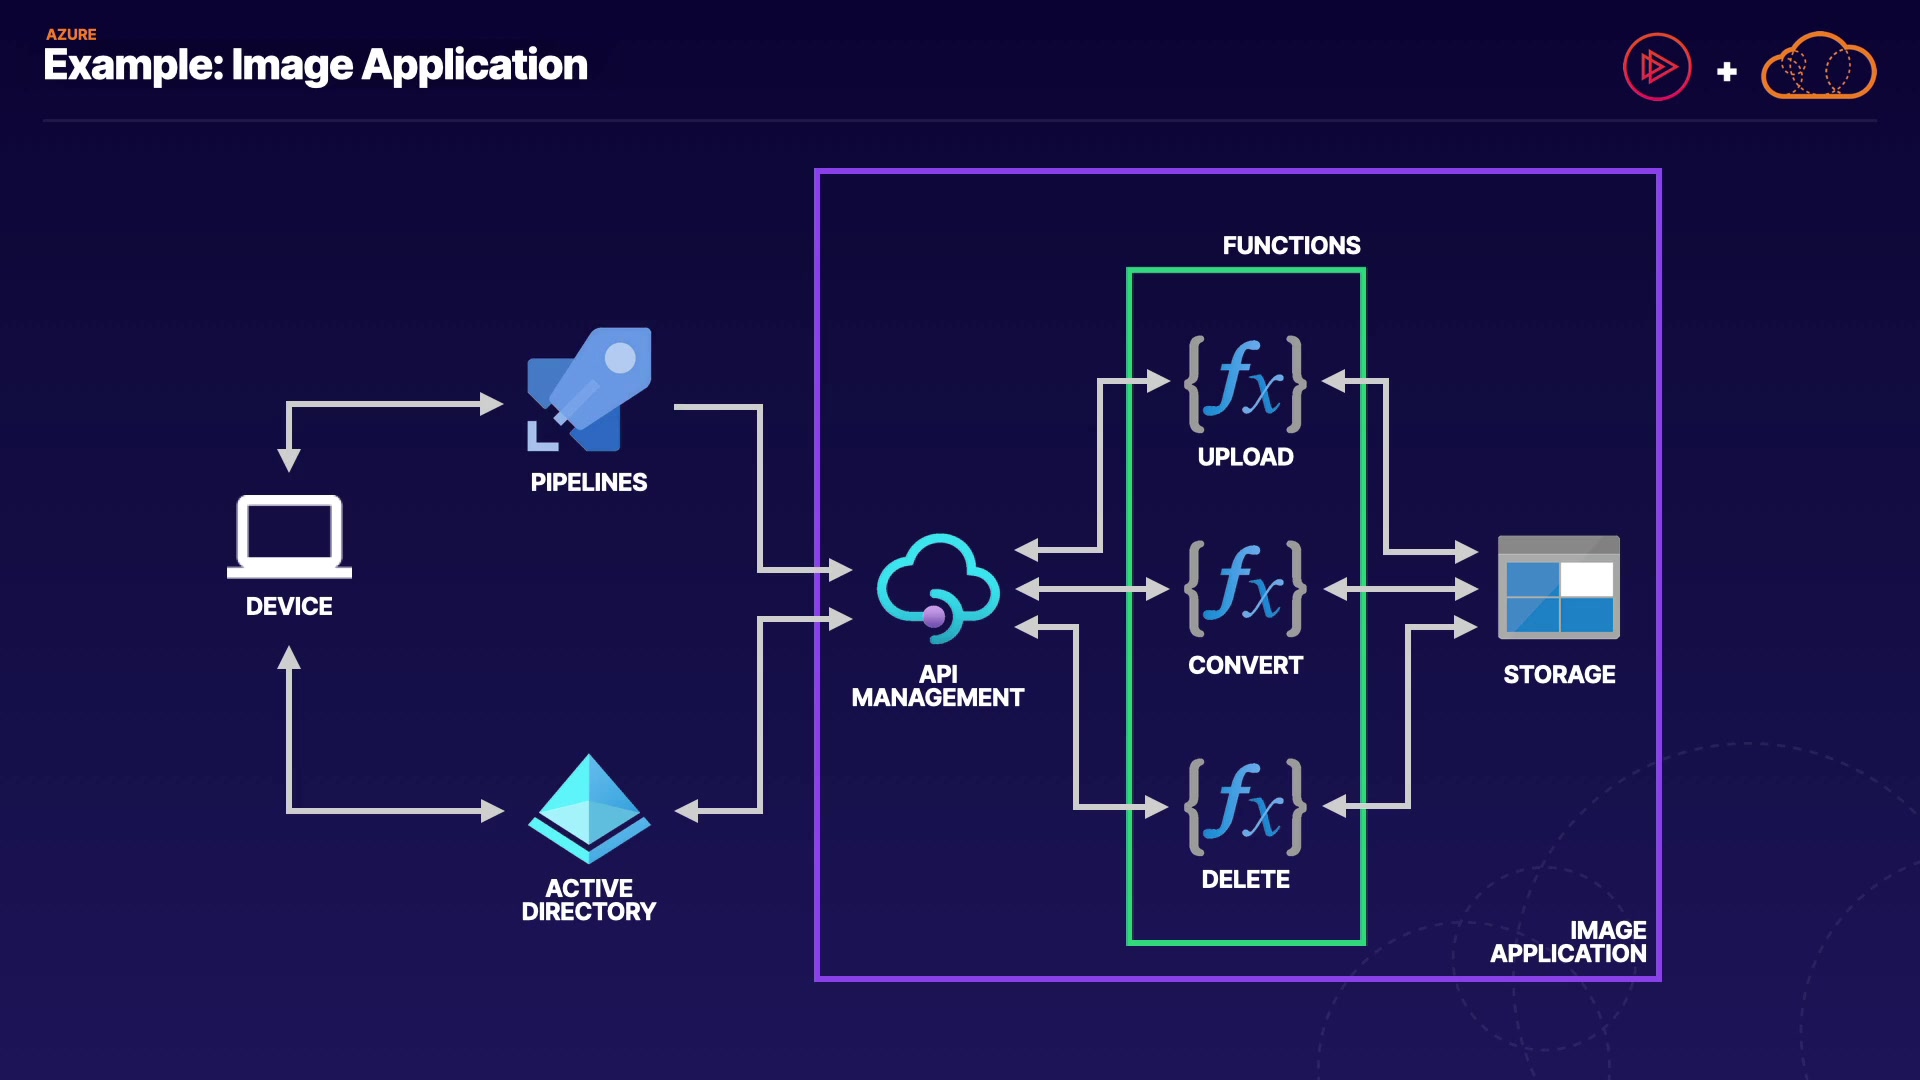 AZURE
Example: Image Application
+
FUNCTIONS
{fx}
UPLOAD
PIPELINES
DEVICE
{fx}
CONVERT
API
MANAGEMENT
STORAGE
{fx}
DELETE
ACTIVE
DIRECTORY
IMAGE
APPLICATION